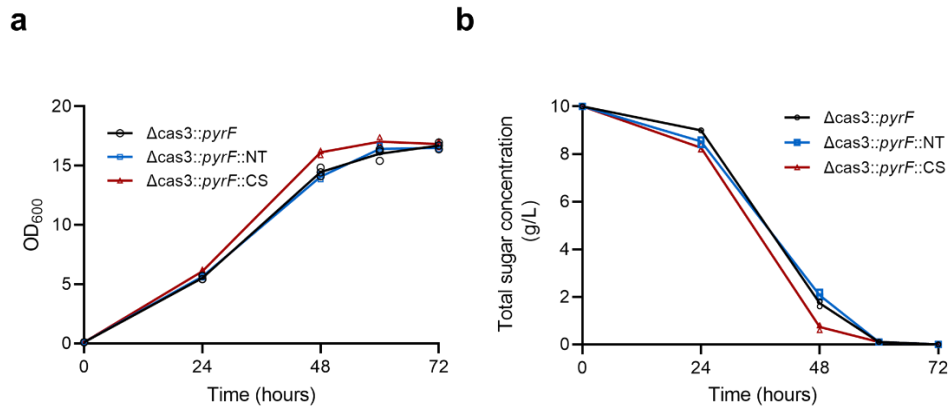 a
20
15
10
5
0
OD600
Δcas3::pyrF
Δcas3::pyrF::NT
Δcas3::pyrF::CS
0 24 48 72
Time (hours)
b
10
8
6
4
2
0
Total sugar concentration
(g/L)
Δcas3::pyrF
Δcas3::pyrF::NT
Δcas3::pyrF::CS
0 24 48 72
Time (hours)